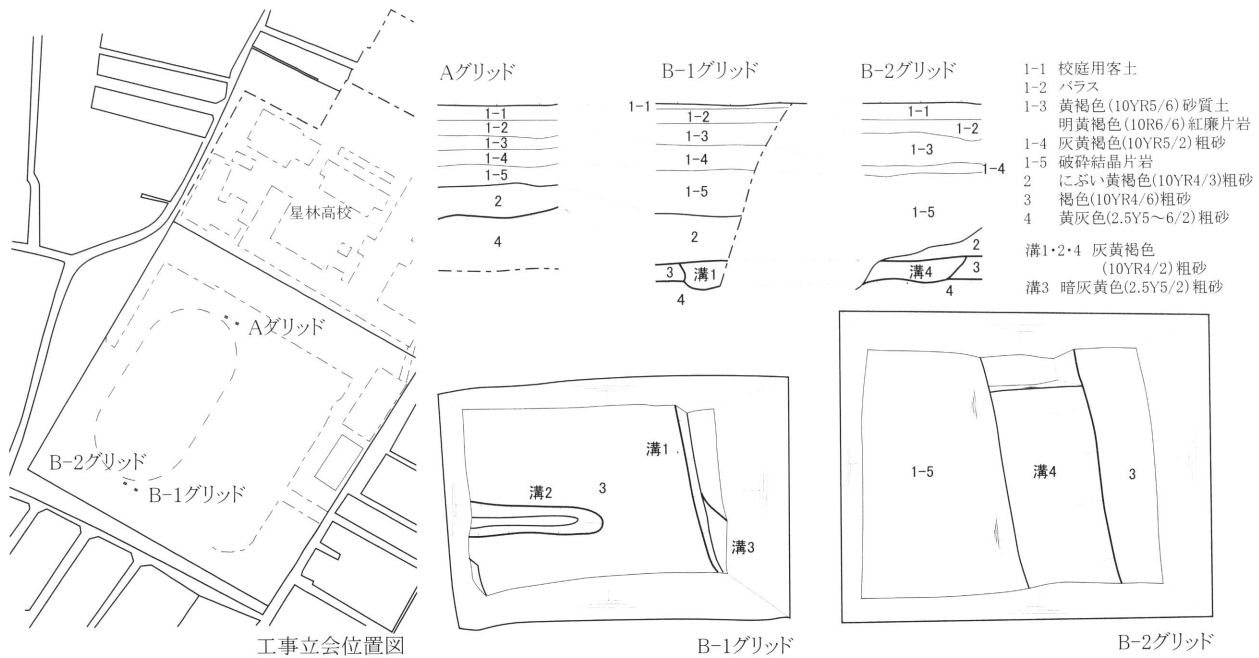 星林高校
Aグリッド
B-2グリッド
B-1グリッド
工事立会位置図
Aグリッド
1-1
1-2
1-3
1-4
1-5
2
4
B-1グリッド
1-1
1-2
1-3
1-4
1-5
2
3
溝1
4
B-2グリッド
1-1
1-2
1-3
1-4
1-5
2
溝4
3
4
1-1 校庭用客土
1-2 バラス
1-3 黄褐色(10YR5/6)砂質土
明黄褐色(10R6/6)紅廉片岩
1-4 灰黄褐色(10YR5/2)粗砂
1-5 破砕結晶片岩
2 にぶい黄褐色(10YR4/3)粗砂
3 褐色(10YR4/6)粗砂
4 黄灰色(2.5Y5～6/2)粗砂
溝1・2・4 灰黄褐色
(10YR4/2)粗砂
溝3 暗灰黄色(2.5Y5/2)粗砂
溝1
溝2
3
溝3
B-1グリッド
1-5
溝4
3
B-2グリッド